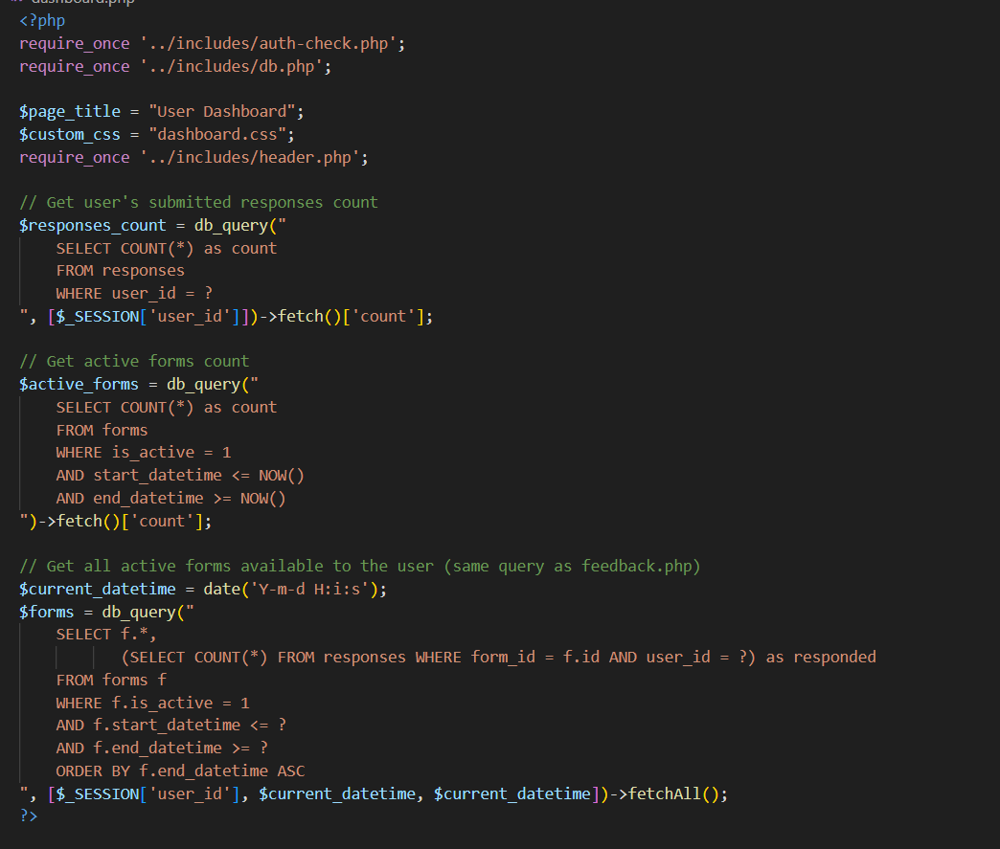 dashboard.php
<?php
require_once '../includes/auth-check.php';
require_once '../includes/db.php';

$page_title = "User Dashboard";
$custom_css = "dashboard.css";
require_once '../includes/header.php';

// Get user's submitted responses count
$responses_count = db_query("
    SELECT COUNT(*) as count
    FROM responses
    WHERE user_id = ?
", [$_SESSION['user_id']])->fetch()['count'];

// Get active forms count
$active_forms = db_query("
    SELECT COUNT(*) as count
    FROM forms
    WHERE is_active = 1
    AND start_datetime <= NOW()
    AND end_datetime >= NOW()
")->fetch()['count'];

// Get all active forms available to the user (same query as feedback.php)
$current_datetime = date('Y-m-d H:i:s');
$forms = db_query("
    SELECT f.*,
           (SELECT COUNT(*) FROM responses WHERE form_id = f.id AND user_id = ?) as responded
    FROM forms f
    WHERE f.is_active = 1
    AND f.start_datetime <= ?
    AND f.end_datetime >= ?
    ORDER BY f.end_datetime ASC
", [$_SESSION['user_id'], $current_datetime, $current_datetime])->fetchAll();
?>